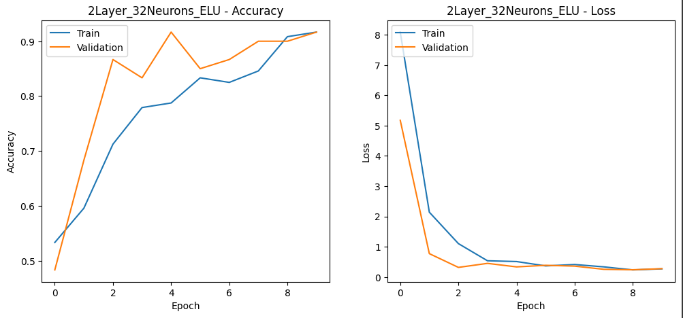 2Layer_32Neurons_ELU - Accuracy
Train
Validation
0.9
0.8
0.7
0.6
0.5
Accuracy
0 2 4 6 8
Epoch
2Layer_32Neurons_ELU - Loss
Train
Validation
8
7
6
5
4
3
2
1
0
Loss
0 2 4 6 8
Epoch